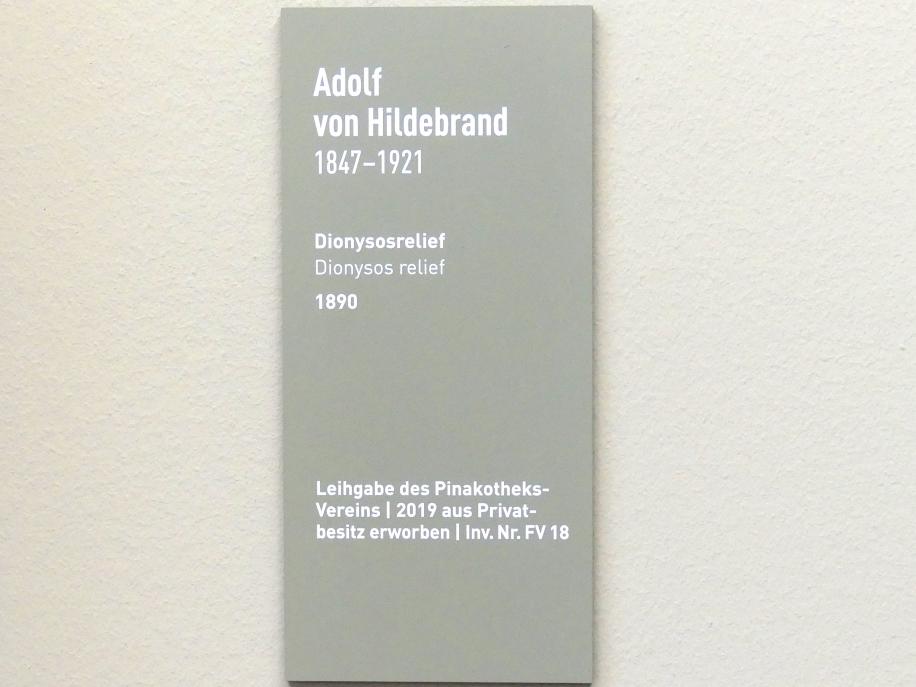 Adolf
von Hildebrand
1847–1921
Dionysosrelief
Dionysos relief
1890
Leihgabe des Pinakotheks-
Vereins | 2019 aus Privat-
besitz erworben | Inv. Nr. FV 18